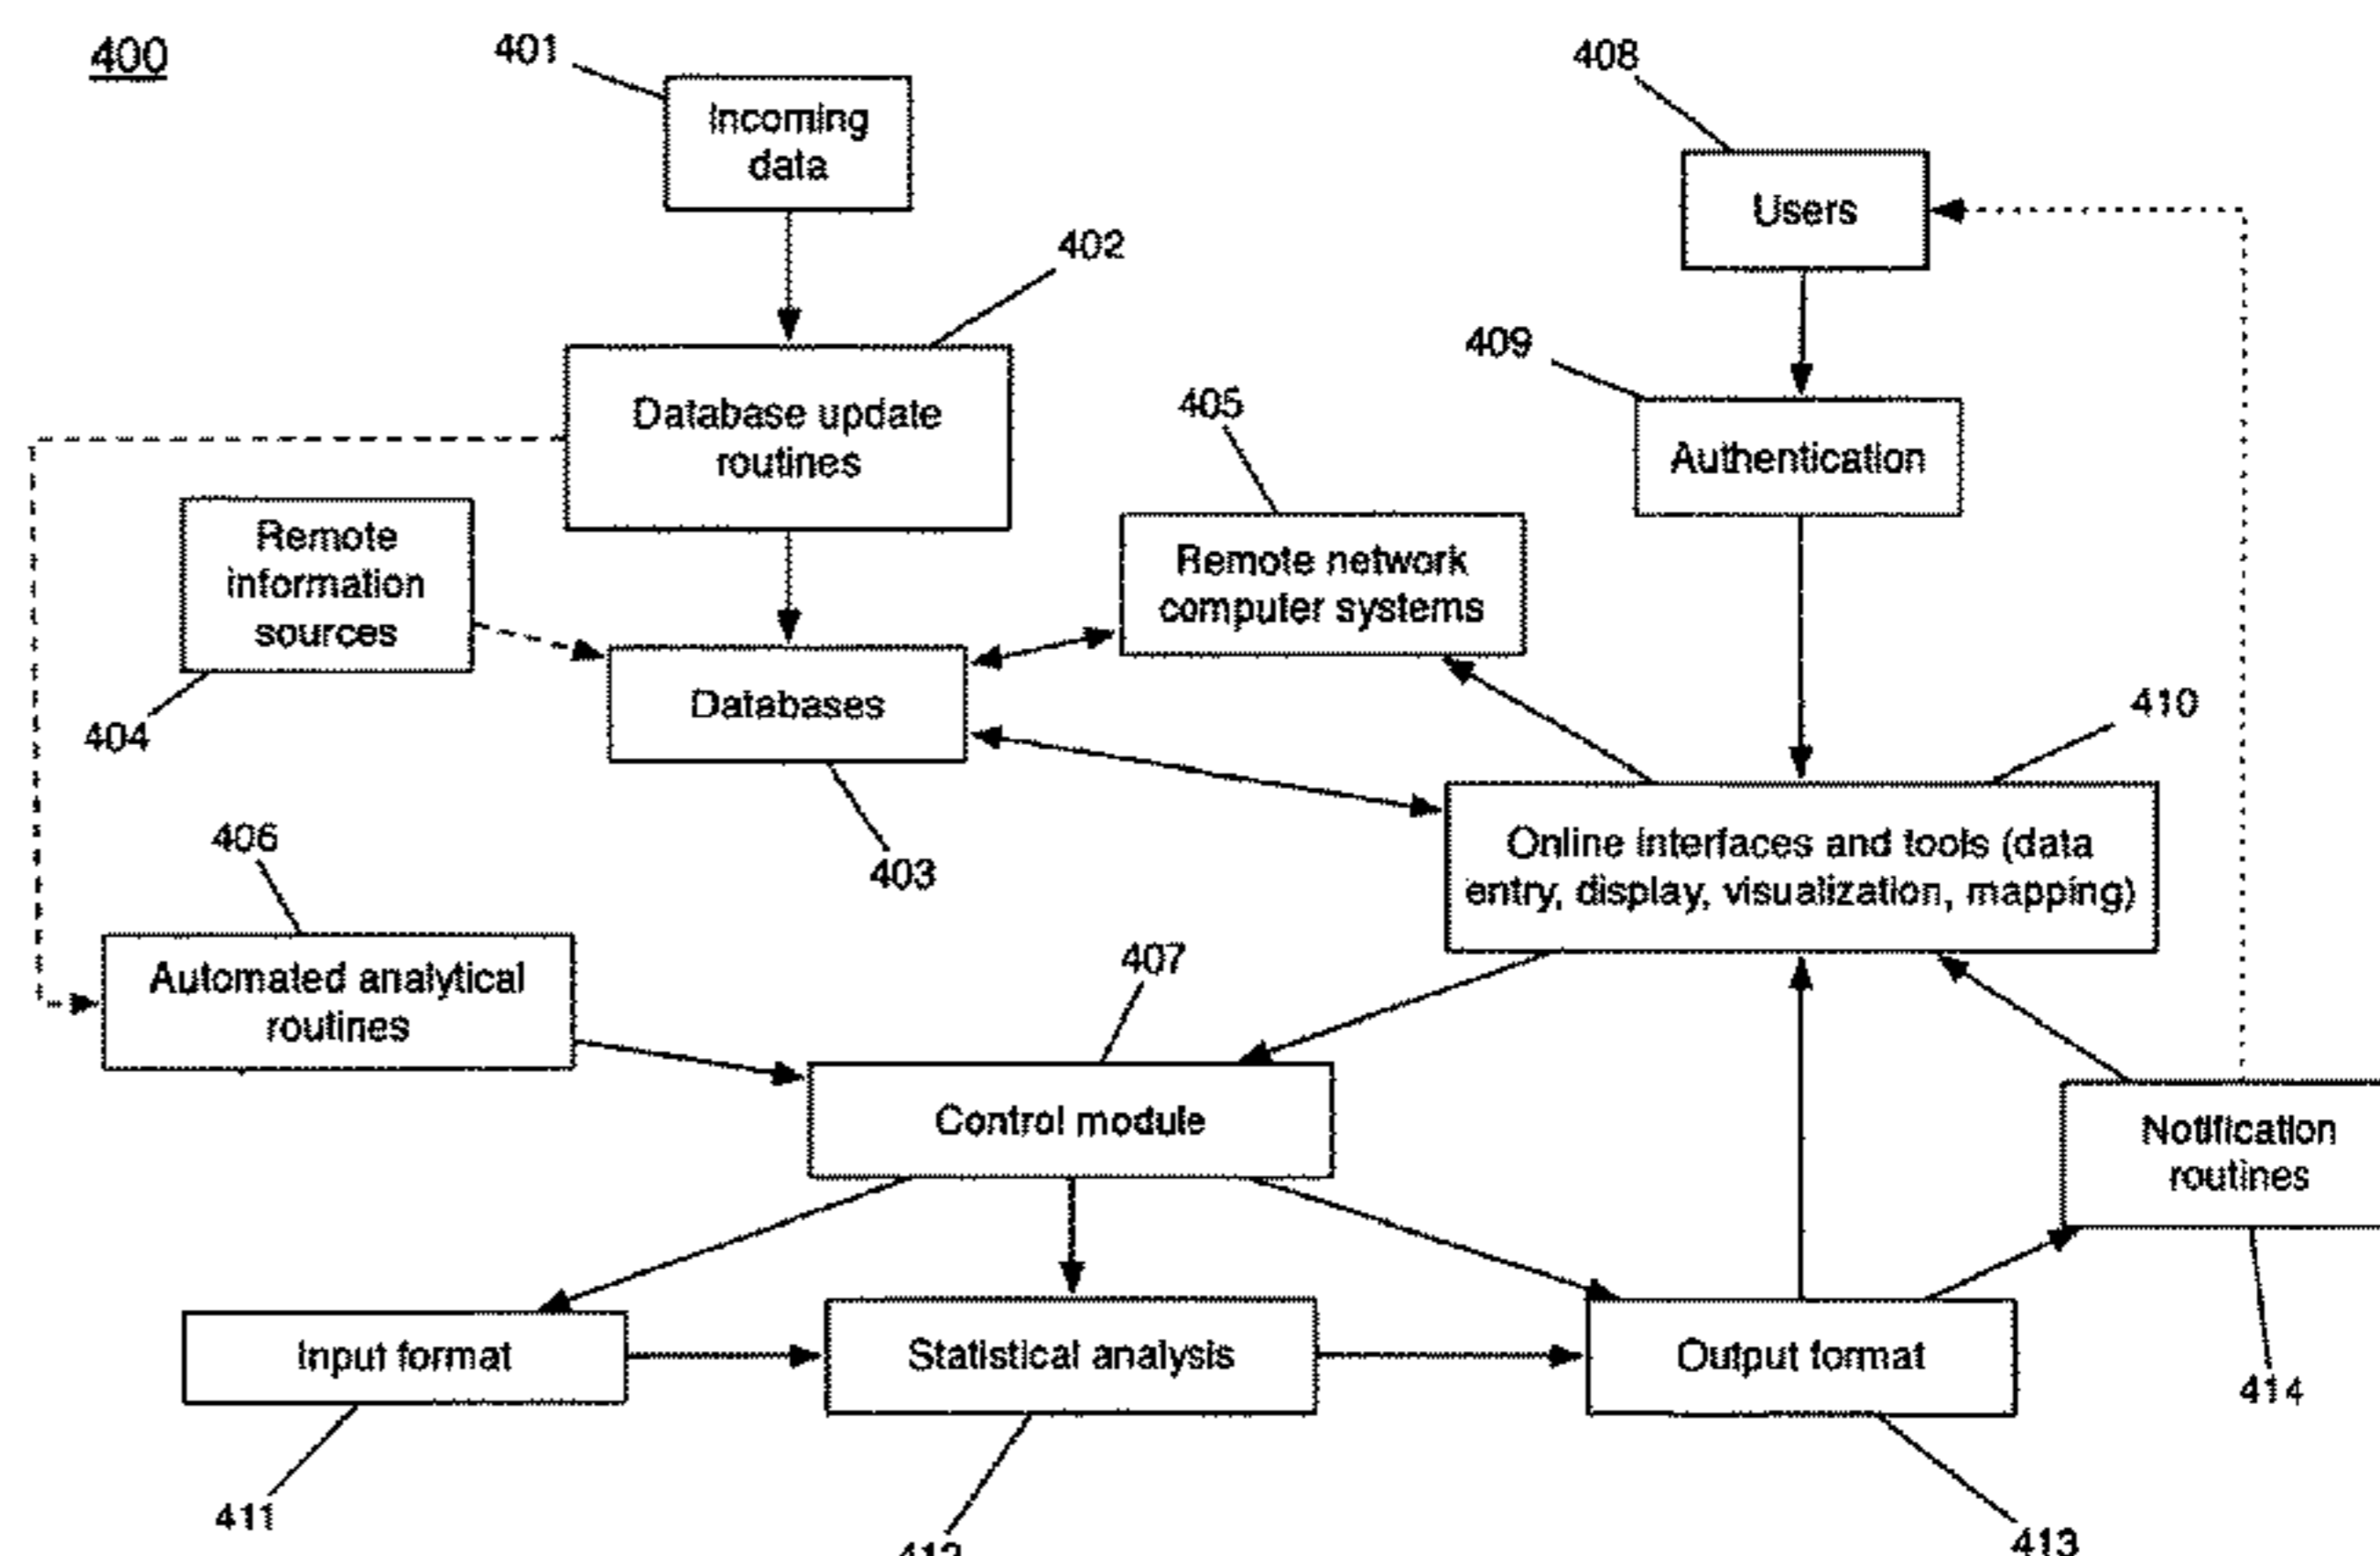 400
401
Incoming
data
408
Users
402
Database update
routines
409
Authentication
405
Remote network
computer systems
Remote
information
sources
404
Databases
403
410
Online interfaces and tools (data
entry, display, visualization, mapping)
406
Automated analytical
routines
407
Control module
Notification
routines
414
Input format
411
Statistical analysis
Output format
413